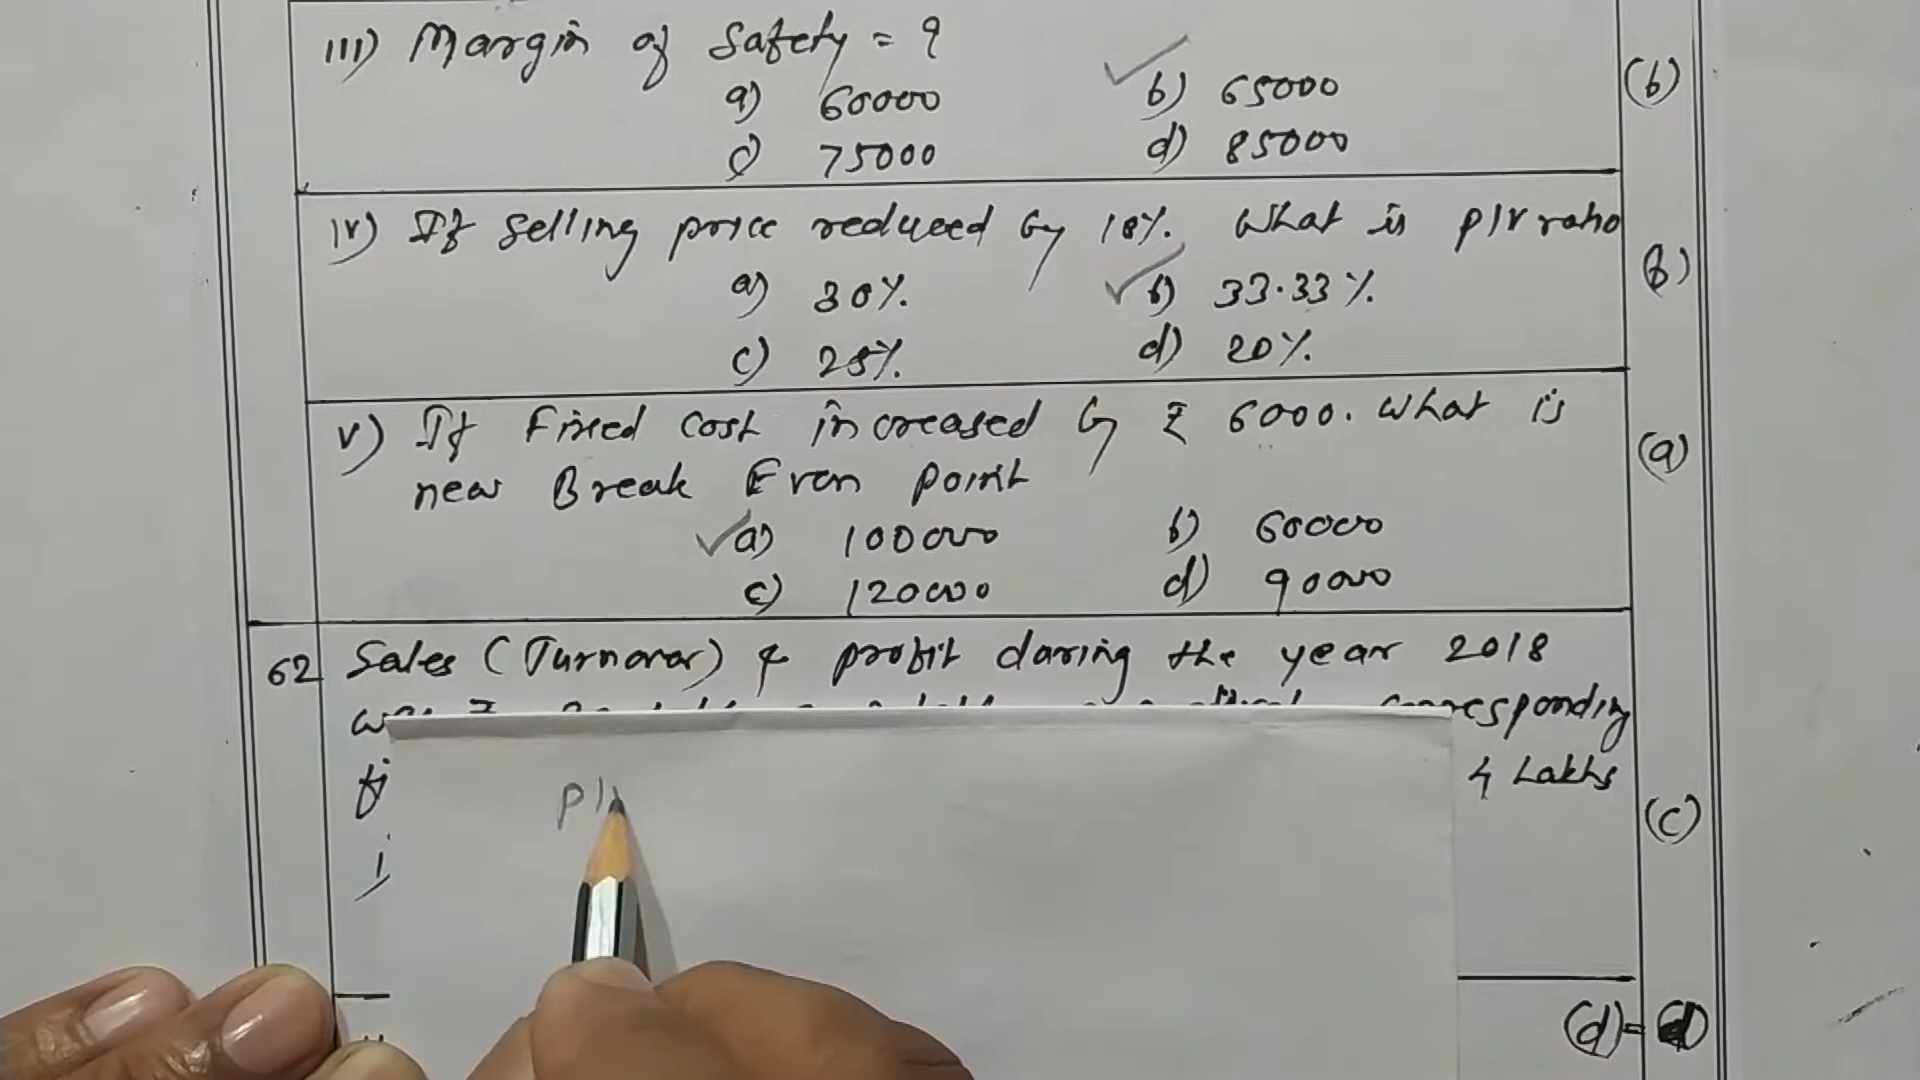 III) Margin of Safety = ?
(b)
a) 60000 b) 65000
c) 75000 d) 85000
IV) If selling price reduced by 10%. What is P/V ratio
(b)
a) 30%. b) 33.33%.
c) 25%. d) 20%.
V) If Fixed cost increased by ₹ 6000. What is
(a)
new Break Even Point
a) 100000 b) 60000
c) 120000 d) 90000
62 Sales (Turnover) & profit during the year 2018
corresponding
4 Lakhs
P/V
(c)
(d)